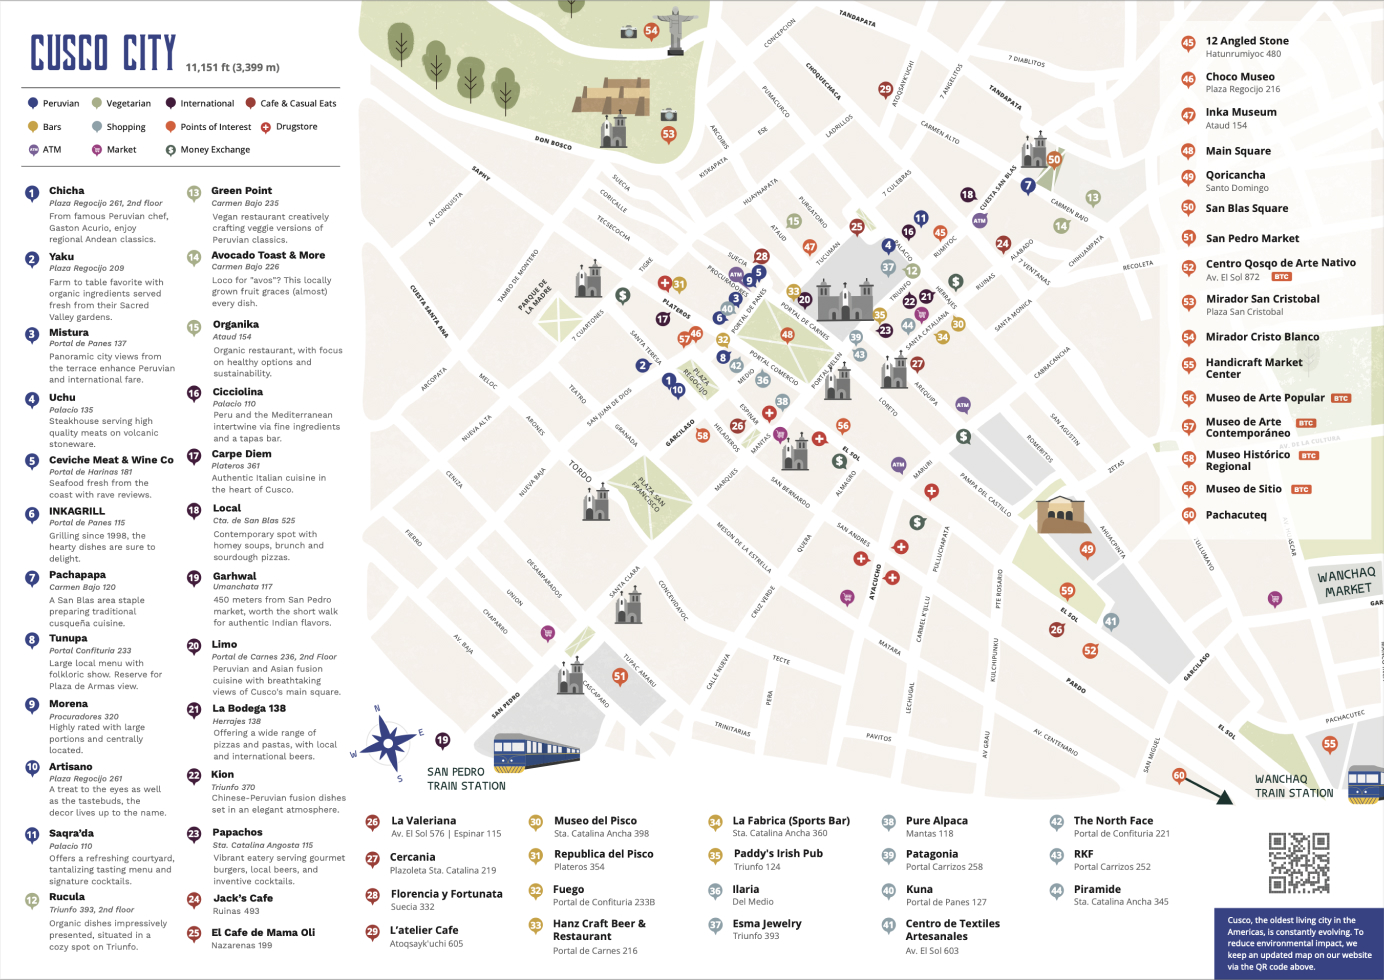 CUSCO CITY
11,151 ft (3,399 m)
Peruvian
Vegetarian
International
Cafe & Casual Eats
Bars
Shopping
Points of Interest
Drugstore
ATM
Market
Money Exchange
1 Chicha
Plaza Regocijo 261, 2nd floor
From famous Peruvian chef,
Gaston Acurio, enjoy
regional Andean classics.
2 Yaku
Plaza Regocijo 209
Farm to table favorite with
organic ingredients served
fresh from their Sacred
Valley gardens.
3 Mistura
Portal de Panes 137
Panoramic city views from
the terrace enhance Peruvian
and international fare.
4 Uchu
Palacio 135
Steakhouse serving high
quality meats on volcanic
stoneware.
5 Ceviche Meat & Wine Co
Portal de Harinas 181
Seafood fresh from the
coast with rave reviews.
6 INKAGRILL
Portal de Panes 115
Grilling since 1998, the
hearty dishes are sure to
delight.
7 Pachapapa
Carmen Bajo 120
A San Blas area staple
preparing traditional
cusqueña cuisine.
8 Tunupa
Portal Confituria 233
Large local menu with
folkloric show. Reserve for
Plaza de Armas view.
9 Morena
Procuradores 320
Highly rated with large
portions and centrally
located.
10 Artisano
Plaza Regocijo 261
A treat to the eyes as well
as the tastebuds, the
decor lives up to the name.
11 Saqra'da
Palacio 110
Offers a refreshing courtyard,
tantalizing tasting menu and
signature cocktails.
12 Rucula
Triunfo 393, 2nd floor
Organic dishes impressively
presented, situated in a
cozy spot on Triunfo.
13 Green Point
Carmen Bajo 235
Vegan restaurant creatively
crafting veggie versions of
Peruvian classics.
14 Avocado Toast & More
Carmen Bajo 226
Loco for "avos"? This locally
grown fruit graces (almost)
every dish.
15 Organika
Ataud 154
Organic restaurant, with focus
on healthy options and
sustainability.
16 Cicciolina
Palacio 110
Peru and the Mediterranean
intertwine via fine ingredients
and a tapas bar.
17 Carpe Diem
Plateros 361
Authentic Italian cuisine in
the heart of Cusco.
18 Local
Cta. de San Blas 525
Contemporary spot with
homey soups, brunch and
sourdough pizzas.
19 Garhwal
Umanchata 117
450 meters from San Pedro
market, worth the short walk
for authentic Indian flavors.
20 Limo
Portal de Carnes 236, 2nd Floor
Peruvian and Asian fusion
cuisine with breathtaking
views of Cusco's main square.
21 La Bodega 138
Herrajes 138
Offering a wide range of
pizzas and pastas, with local
and international beers.
22 Kion
Triunfo 370
Chinese-Peruvian fusion dishes
set in an elegant atmosphere.
23 Papachos
Sta. Catalina Angosta 115
Vibrant eatery serving gourmet
burgers, local beers, and
inventive cocktails.
24 Jack's Cafe
Ruinas 493
25 El Cafe de Mama Oli
Nazarenas 199
26 La Valeriana
Av. El Sol 576 | Espinar 115
27 Cercania
Plazoleta Sta. Catalina 219
28 Florencia y Fortunata
Suecia 332
29 L'atelier Cafe
Atoqsayk'uchi 605
30 Museo del Pisco
Sta. Catalina Ancha 398
31 Republica del Pisco
Plateros 354
32 Fuego
Portal de Confituria 233B
33 Hanz Craft Beer &
Restaurant
Portal de Carnes 216
34 La Fabrica (Sports Bar)
Sta. Catalina Ancha 360
35 Paddy's Irish Pub
Triunfo 124
36 Ilaria
Del Medio
37 Esma Jewelry
Triunfo 393
38 Pure Alpaca
Mantas 118
39 Patagonia
Portal Carrizos 258
40 Kuna
Portal de Panes 127
41 Centro de Textiles
Artesanales
Av. El Sol 603
42 The North Face
Portal de Confituria 221
43 RKF
Portal Carrizos 252
44 Piramide
Sta. Catalina Ancha 345
45 12 Angled Stone
Hatunrumiyoc 480
46 Choco Museo
Plaza Regocijo 216
47 Inka Museum
Ataud 154
48 Main Square
49 Qoricancha
Santo Domingo
50 San Blas Square
51 San Pedro Market
52 Centro Qosqo de Arte Nativo
Av. El Sol 872 BTC
53 Mirador San Cristobal
Plaza San Cristobal
54 Mirador Cristo Blanco
55 Handicraft Market
Center
56 Museo de Arte Popular BTC
57 Museo de Arte BTC
Contemporáneo
58 Museo Histórico BTC
Regional
59 Museo de Sitio BTC
60 Pachacuteq
TANDAPATA
CONCEPCION
7 DIABLITOS
CHOQUECHACA
ATOQSAYK'UCHI
7 ANGELITOS
TANDAPATA
PUMACURCO
LADRILLOS
CARMEN ALTO
ARCOIRIS
ESE
DON BOSCO
KISKAPATA
SAPHY
SUECIA
CORICALLE
TECSECOCHA
HUAYNAPATA
PURGATORIO
7 CULEBRAS
CUESTA SAN BLAS
CARMEN BAJO
AV CONQUISTA
ATAUD
TUCUMAN
PALACIO
RUMIYOC
ALABADO
7 VENTANAS
CHIHUAMPATA
RECOLETA
TAMBO DE MONTERO
TIGRE
SUECIA
PROCURADORES
PARQUE DE
LA MADRE
CUESTA SANTA ANA
7 CUARTONES
PLATEROS
PORTAL DE PANES
PORTAL DE CARNES
TRIUNFO
HERRAJES
RUINAS
SANTA MONICA
SANTA CATALINA
CABRACANCHA
SANTA TERESA
PLAZA
REGOCIJO
MEDIO
PORTAL COMERCIO
PORTAL BELEN
AREQUIPA
LORETO
ARCOPATA
MELOC
TEATRO
SAN JUAN DE DIOS
GRANADA
GARCILASO
HELADEROS
ESPINAR
MANTAS
EL SOL
NUEVA ALTA
ARONES
TORDO
PLAZA SAN
FRANCISCO
MARQUES
SAN BERNARDO
ALMAGRO
MARURI
PAMPA DEL CASTILLO
ROMERITOS
SAN AGUSTIN
ZETAS
AV. DE LA CULTURA
CENIZA
NUEVA BAJA
FIERRO
DESAMPARADOS
UNION
CHAPARRO
AV. BAJA
SANTA CLARA
MESON DE LA ESTRELLA
CONCEVIDAYOC
QUERA
SAN ANDRES
CRUZ VERDE
AYACUCHO
PULLUCHAPATA
CARMEL K'ELLU
PTE ROSARIO
MATARA
KULCHIPUNKU
LECHUGAL
AHUACPINTA
EL SOL
GARCILASO
PARDO
TECTE
CALLE NUEVA
PERA
TRINITARIAS
PAVITOS
AV GRAU
AV. CENTENARIO
SAN MIGUEL
EL SOL
PACHACUTEC
TULLUMAYO
TUPAC AMARU
CASCAPARO
SAN PEDRO
WANCHAQ
MARKET
N
E
S
W
SAN PEDRO
TRAIN STATION
WANCHAQ
TRAIN STATION
Cusco, the oldest living city in the
Americas, is constantly evolving. To
reduce environmental impact, we
keep an updated map on our website
via the QR code above.